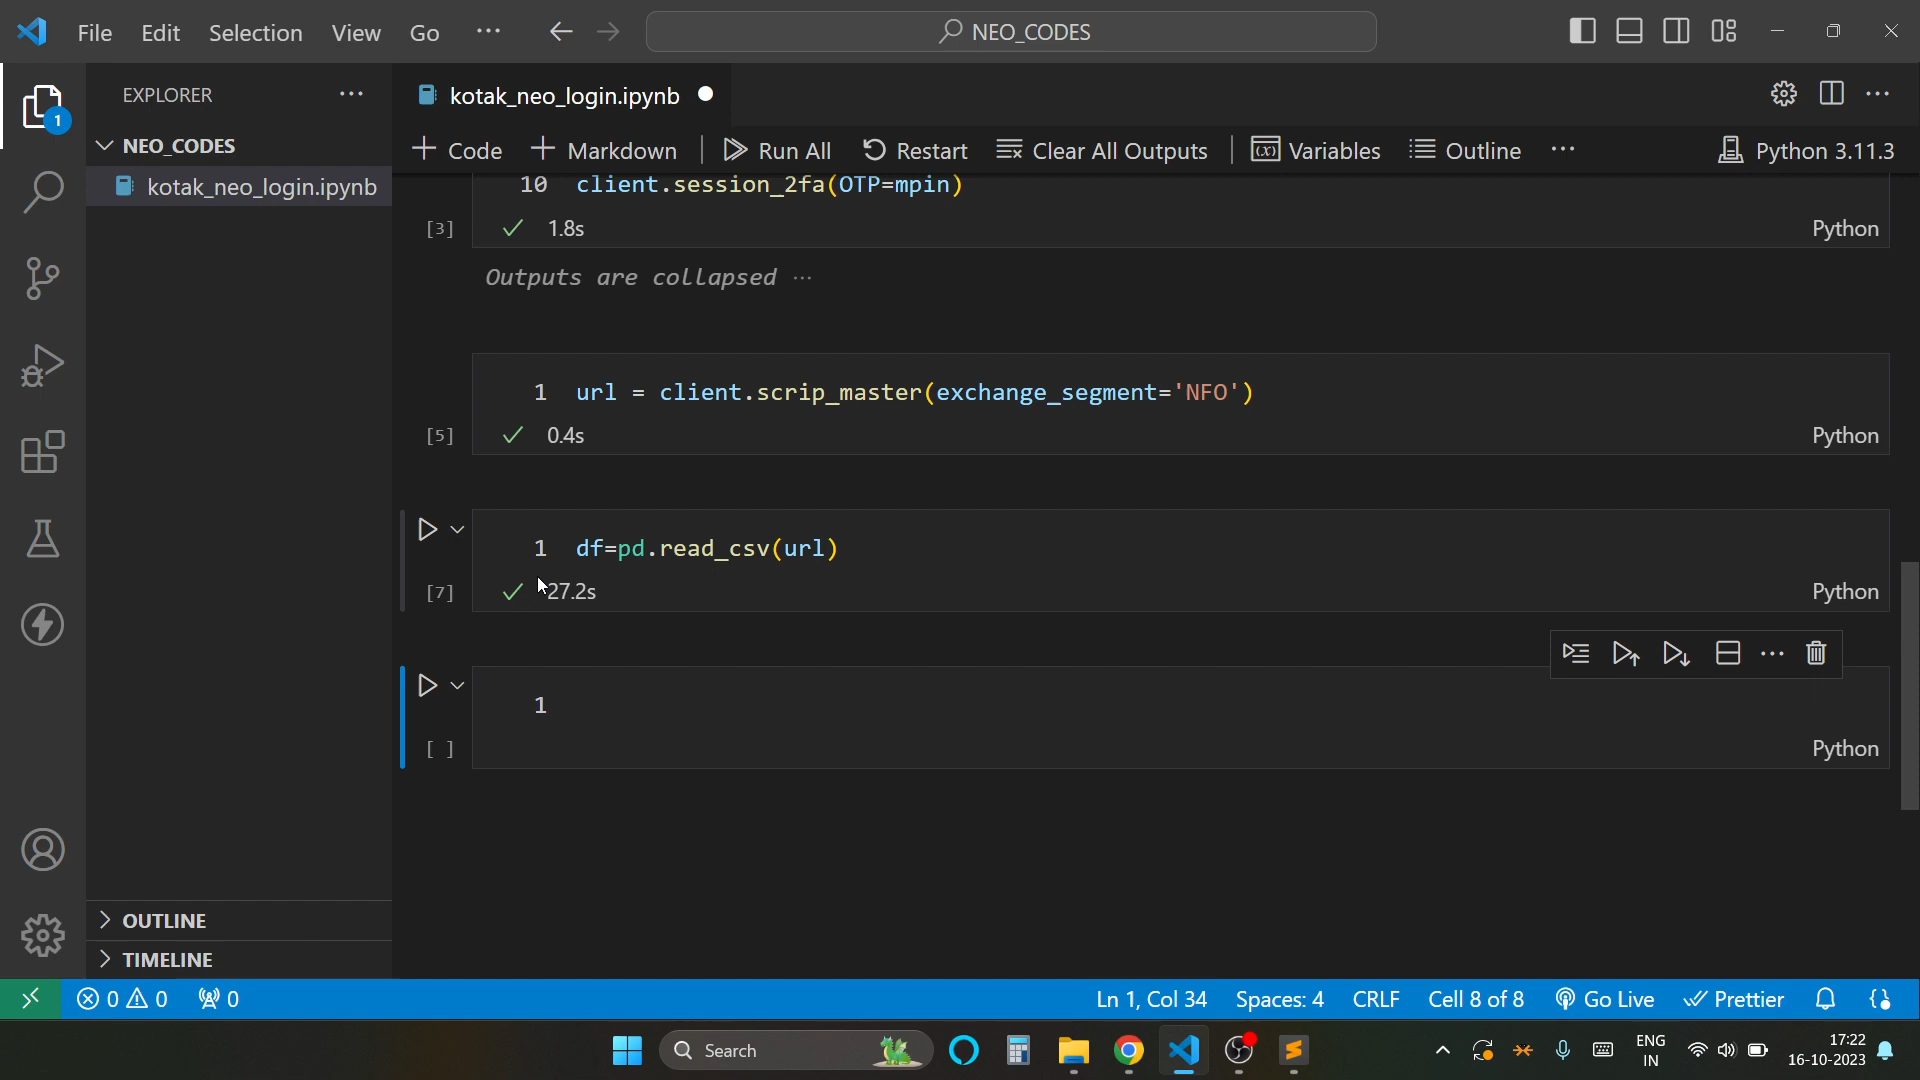 File Edit Selection View Go ··· NEO_CODES
EXPLORER ··· kotak_neo_login.ipynb
1
NEO_CODES
Code Markdown Run All Restart Clear All Outputs Variables Outline ··· Python 3.11.3
kotak_neo_login.ipynb
10 client.session_2fa(OTP=mpin)
[3] 1.8s Python
Outputs are collapsed ···
1 url = client.scrip_master(exchange_segment='NFO')
[5] 0.4s Python
1 df=pd.read_csv(url)
[7] 27.2s Python
1
[ ] Python
OUTLINE
TIMELINE
0 0 0 Ln 1, Col 34 Spaces: 4 CRLF Cell 8 of 8 Go Live Prettier
Search ENG IN 17:22
16-10-2023